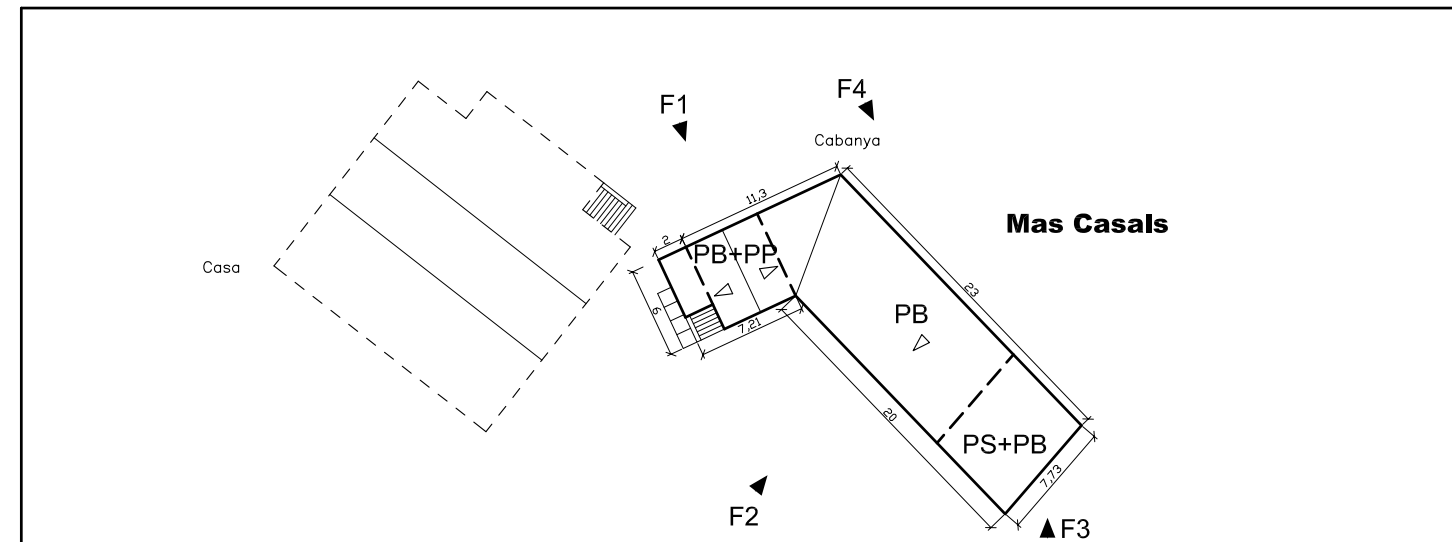 F1
F4
Cabanya
11,3
Mas Casals
2
PB+PP
Casa
23
6
7,21
PB
20
PS+PB
7,73
F2
F3